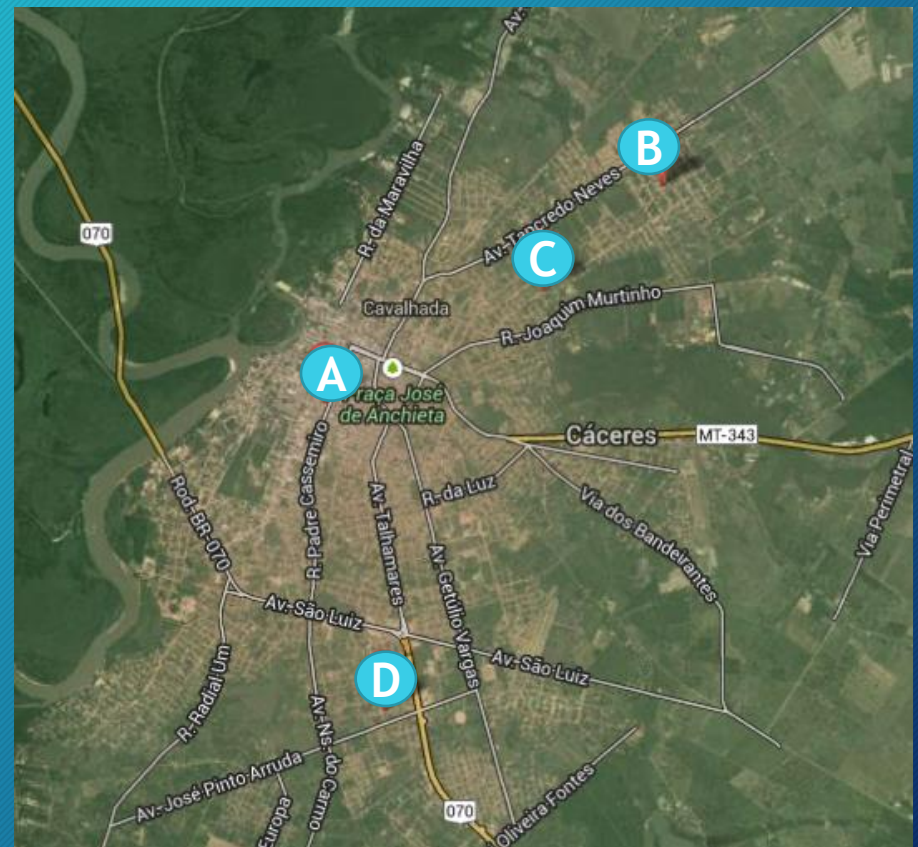 Av.
B
R. da Maravilha
070
Av. Tancredo Neves
C
Cavalhada
R. Joaquim Murtinho
A
Praça José
de Anchieta
Cáceres
MT-343
R. Padre Cassemiro
R. da Luz
Av. Talhamares
Rod. BR-070
Via dos Bandeirantes
Via Perimetral
Av. Getúlio Vargas
Av. São Luiz
Av. São Luiz
D
R. Radial Um
Av. Ns. do Carmo
Av. José Pinto Arruda
Europa
070
Oliveira Fontes